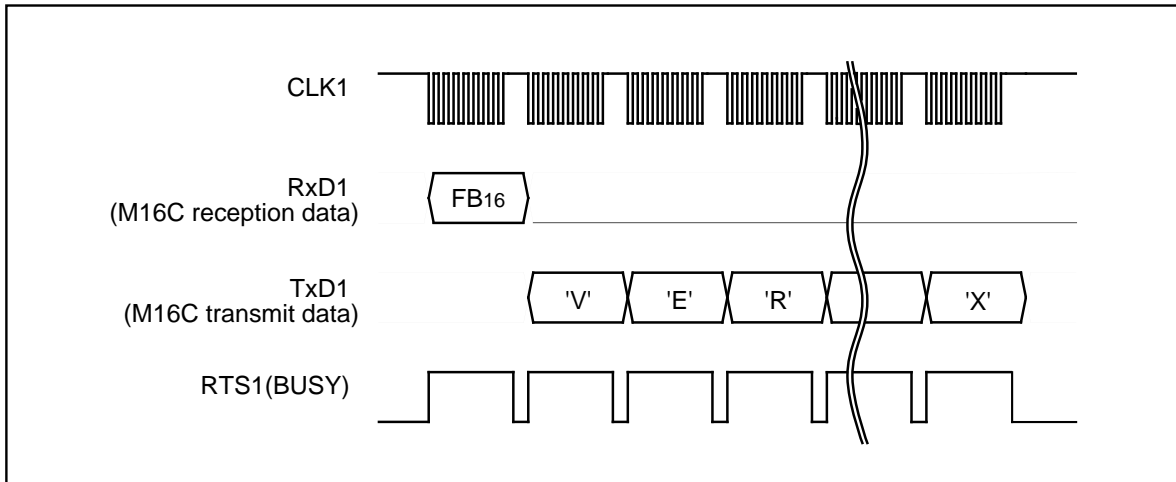 CLK1
RxD1
(M16C reception data)
FB16
TxD1
(M16C transmit data)
'V' 'E' 'R' 'X'
RTS1(BUSY)